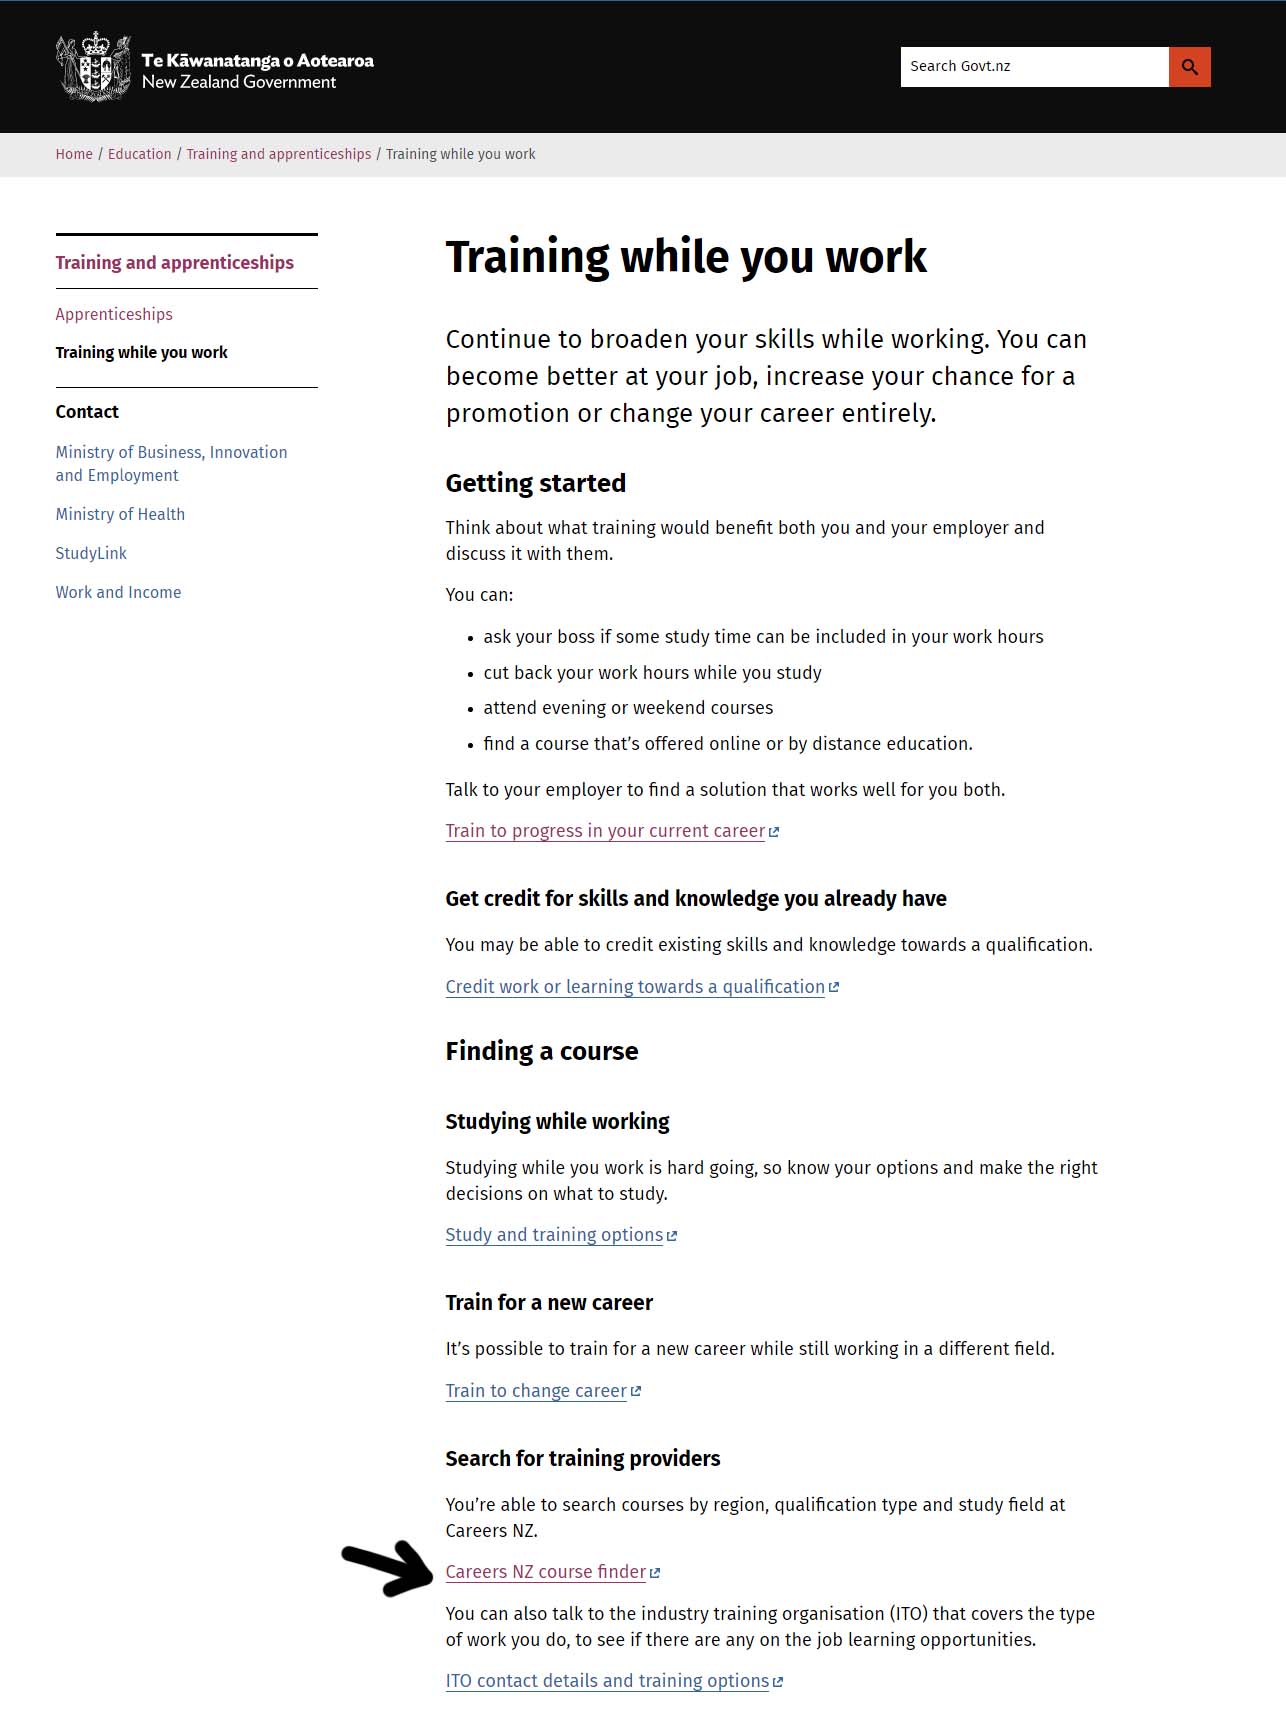 Te Kāwanatanga o Aotearoa
New Zealand Government
Search Govt.nz
Home / Education / Training and apprenticeships / Training while you work
Training and apprenticeships
Apprenticeships
Training while you work
Contact
Ministry of Business, Innovation
and Employment
Ministry of Health
StudyLink
Work and Income
Training while you work
Continue to broaden your skills while working. You can
become better at your job, increase your chance for a
promotion or change your career entirely.
Getting started
Think about what training would benefit both you and your employer and
discuss it with them.
You can:
• ask your boss if some study time can be included in your work hours
• cut back your work hours while you study
• attend evening or weekend courses
• find a course that’s offered online or by distance education.
Talk to your employer to find a solution that works well for you both.
Train to progress in your current career
Get credit for skills and knowledge you already have
You may be able to credit existing skills and knowledge towards a qualification.
Credit work or learning towards a qualification
Finding a course
Studying while working
Studying while you work is hard going, so know your options and make the right
decisions on what to study.
Study and training options
Train for a new career
It’s possible to train for a new career while still working in a different field.
Train to change career
Search for training providers
You’re able to search courses by region, qualification type and study field at
Careers NZ.
Careers NZ course finder
You can also talk to the industry training organisation (ITO) that covers the type
of work you do, to see if there are any on the job learning opportunities.
ITO contact details and training options